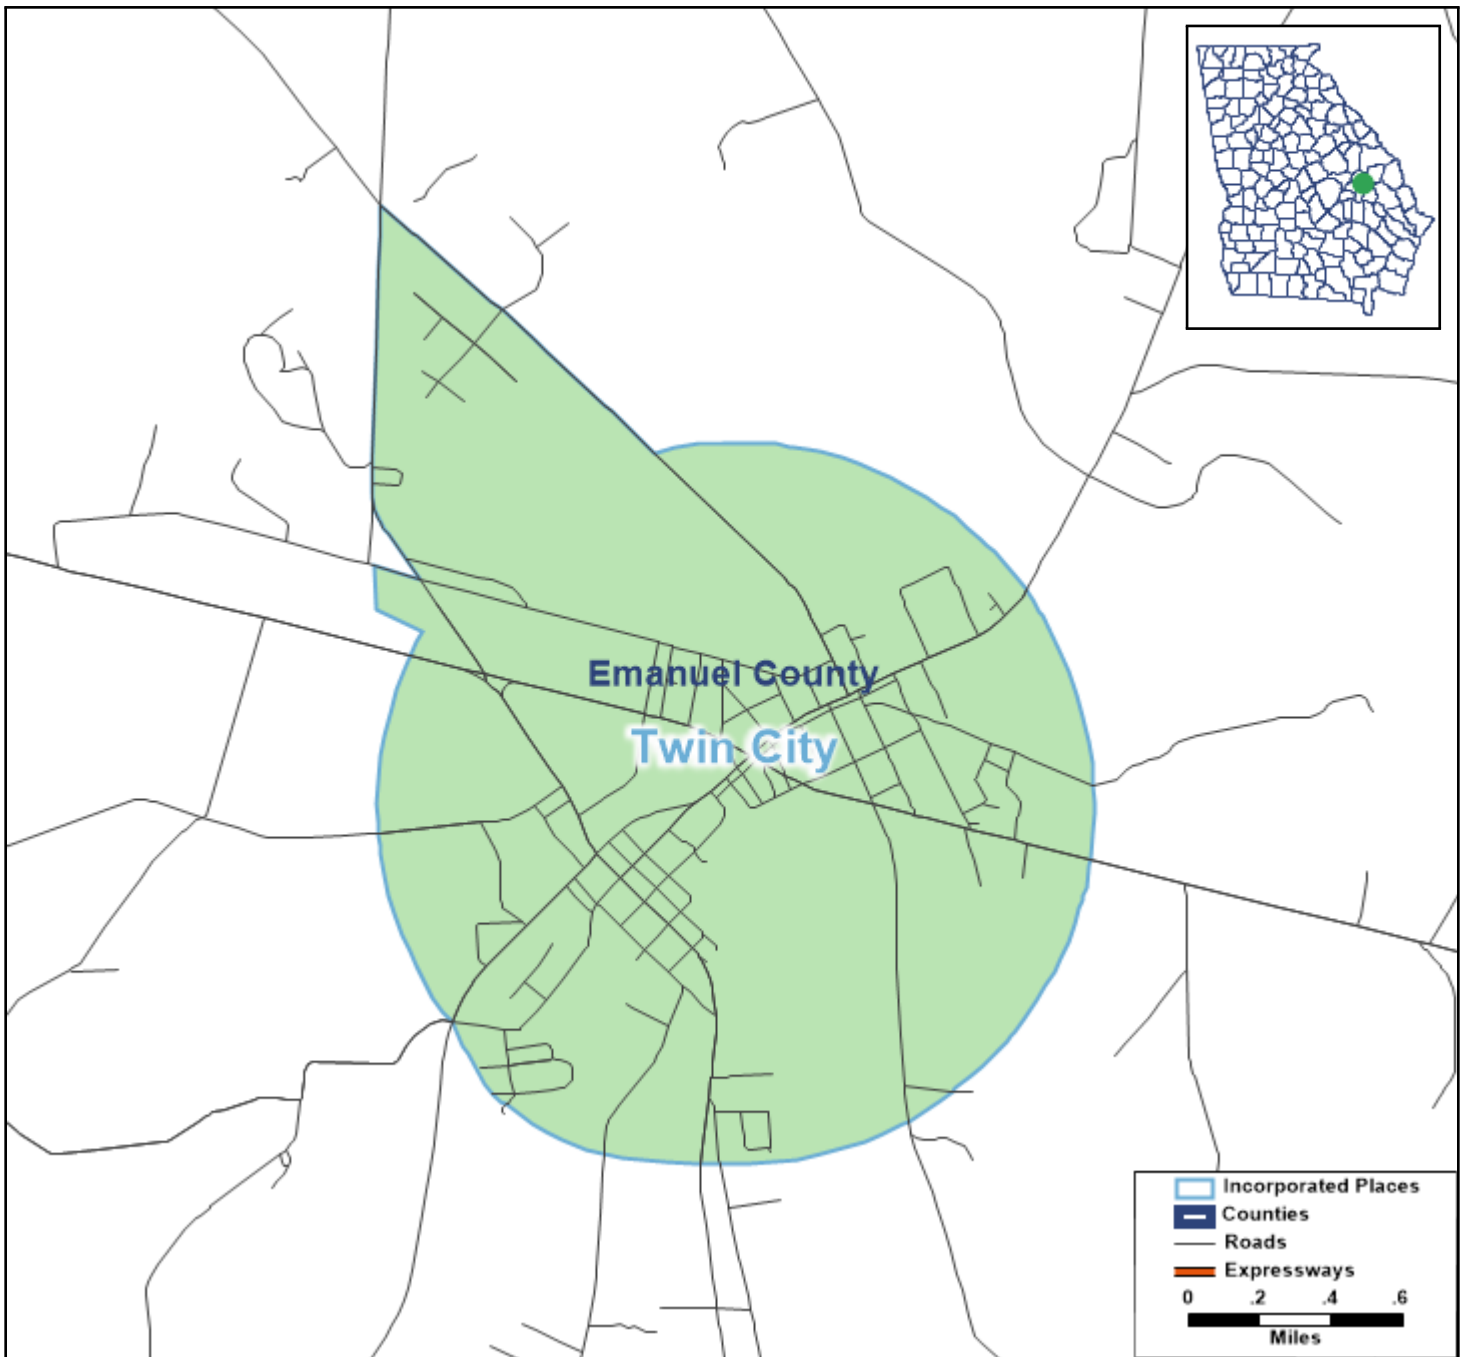 Emanuel County
Twin City
Incorporated Places
Counties
Roads
Expressways
0 .2 .4 .6
Miles